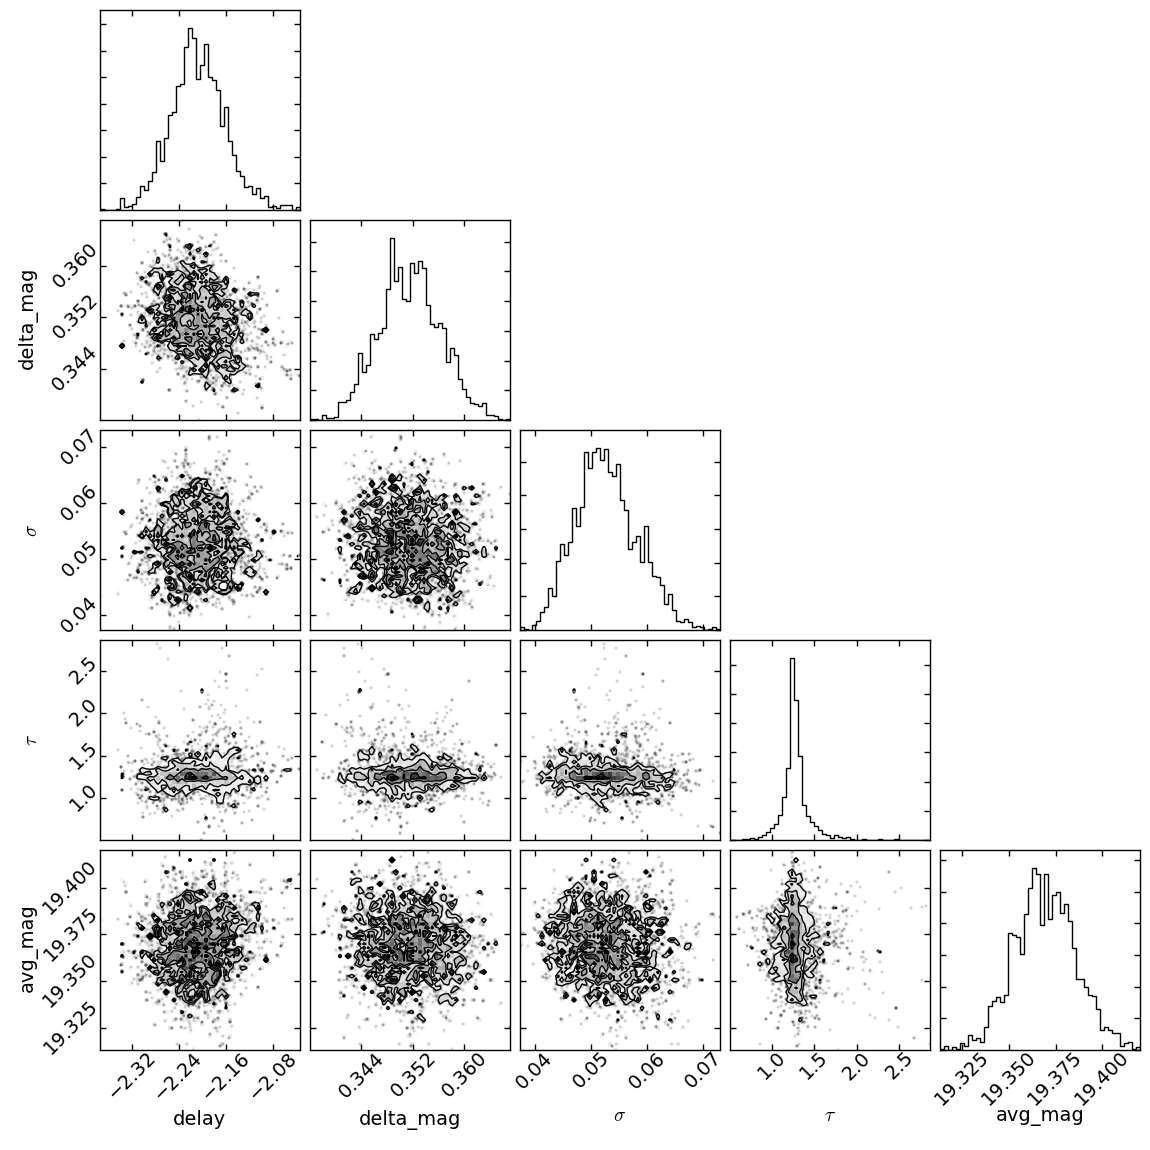 0.360
0.352
0.344
delta_mag
0.07
0.06
0.05
0.04
σ
2.5
2.0
1.5
1.0
τ
19.400
19.375
19.350
19.325
avg_mag
−2.32 −2.24 −2.16 −2.08
0.344 0.352 0.360
0.04 0.05 0.06 0.07
1.0 1.5 2.0 2.5
19.325 19.350 19.375 19.400
delay delta_mag σ τ avg_mag